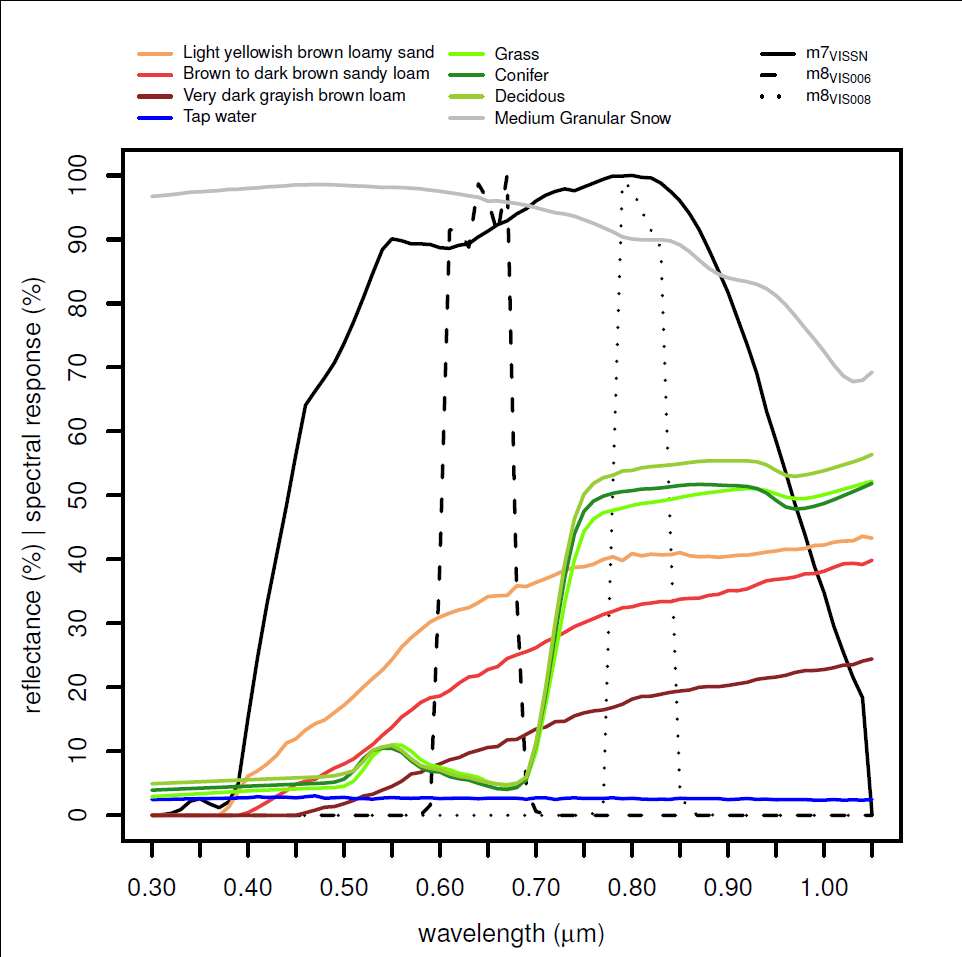 Light yellowish brown loamy sand
Brown to dark brown sandy loam
Very dark grayish brown loam
Tap water
Grass
Conifer
Decidous
Medium Granular Snow
m7VISSN
m8VIS006
m8VIS008
reflectance (%) | spectral response (%)
100
90
80
70
60
50
40
30
20
10
0
0.30 0.40 0.50 0.60 0.70 0.80 0.90 1.00
wavelength (μm)